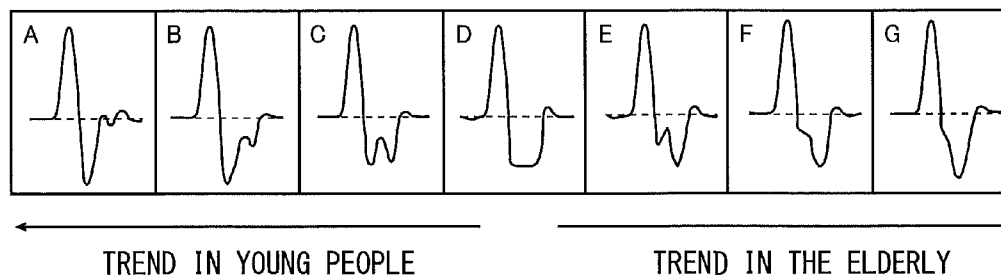 A B C D E F G
TREND IN YOUNG PEOPLE TREND IN THE ELDERLY